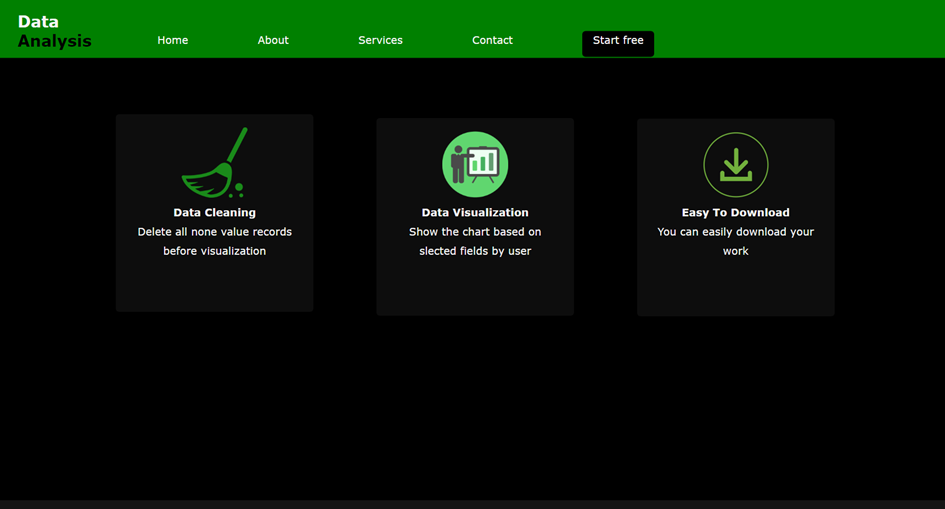 Data
Analysis
Home
About
Services
Contact
Start free
Data Cleaning
Delete all none value records
before visualization
Data Visualization
Show the chart based on
slected fields by user
Easy To Download
You can easily download your
work